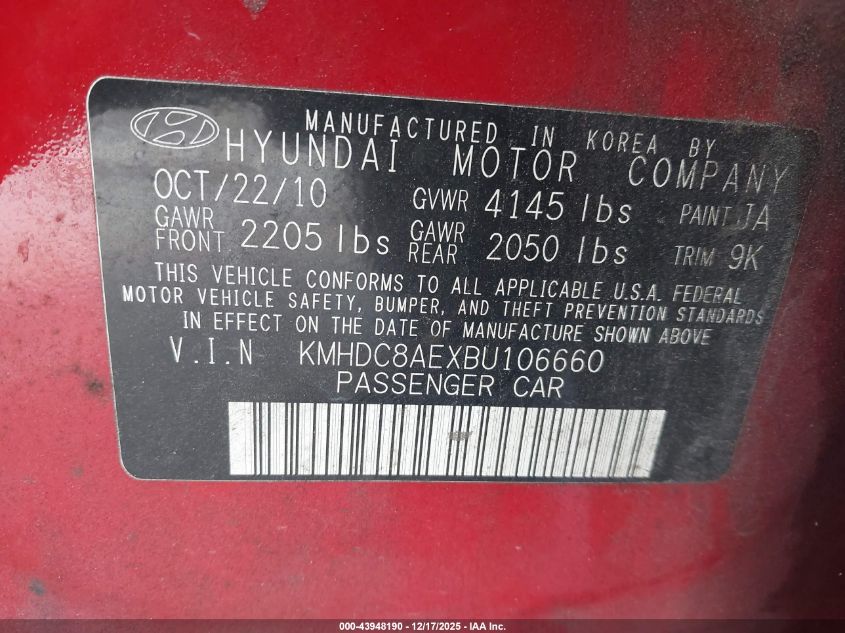 MANUFACTURED IN KOREA BY
HYUNDAI MOTOR COMPANY
OCT/22/10 GVWR 4145 lbs PAINT JA
GAWR FRONT 2205 lbs GAWR REAR 2050 lbs TRIM 9K
THIS VEHICLE CONFORMS TO ALL APPLICABLE U.S.A. FEDERAL
MOTOR VEHICLE SAFETY, BUMPER, AND THEFT PREVENTION STANDARDS
IN EFFECT ON THE DATE OF MANUFACTURE SHOWN ABOVE
V.I.N KMHDC8AEXBU106660
PASSENGER CAR
000-43948190 - 12/17/2025 - IAA Inc.